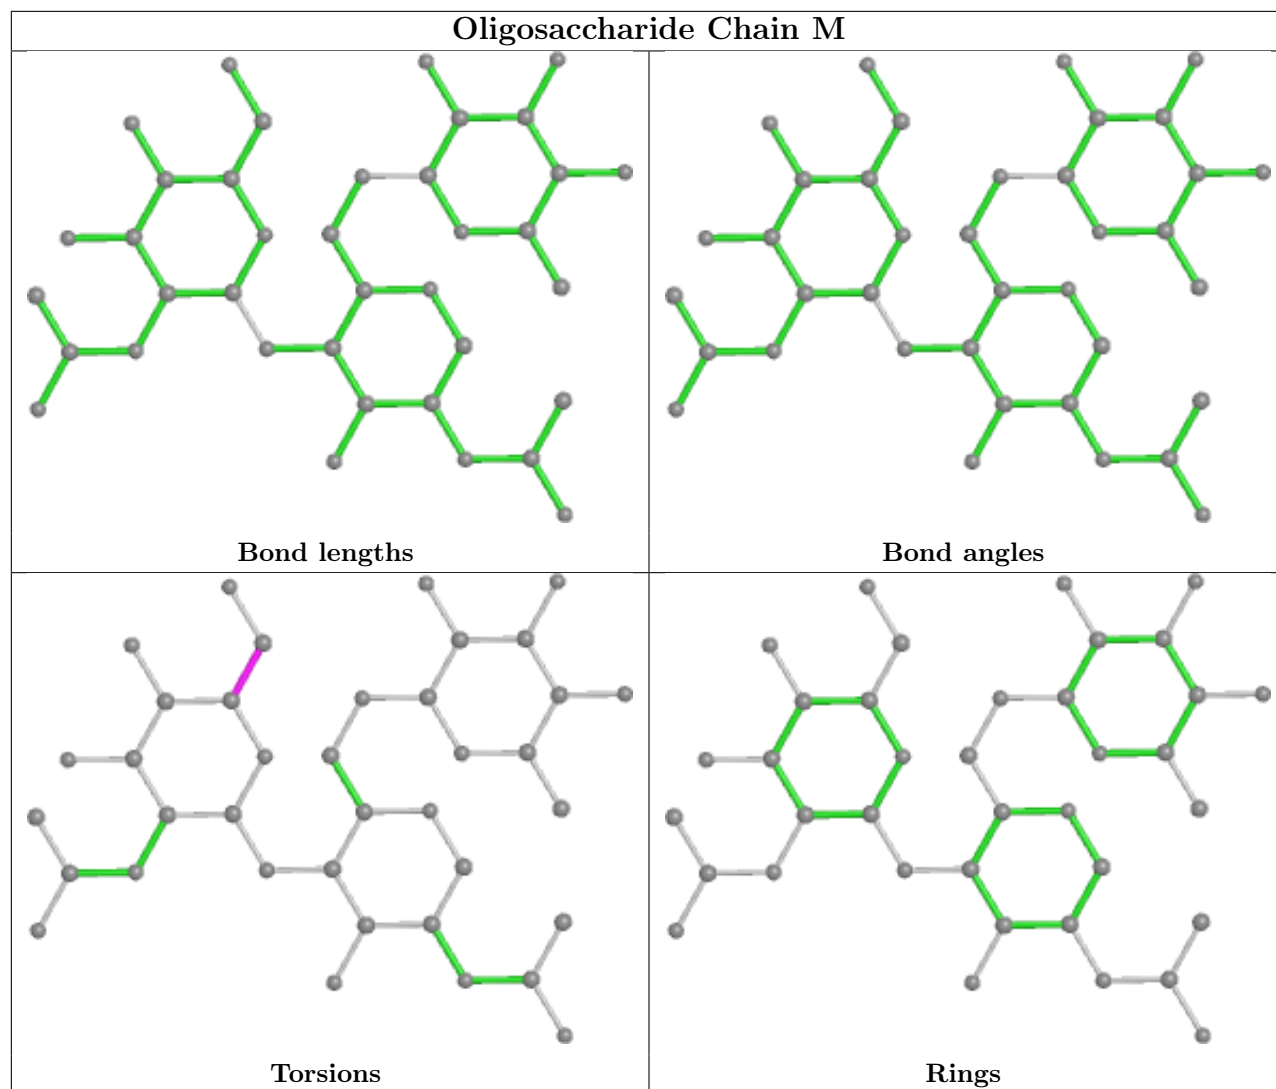 Oligosaccharide Chain M
Bond lengths
Bond angles
Torsions
Rings